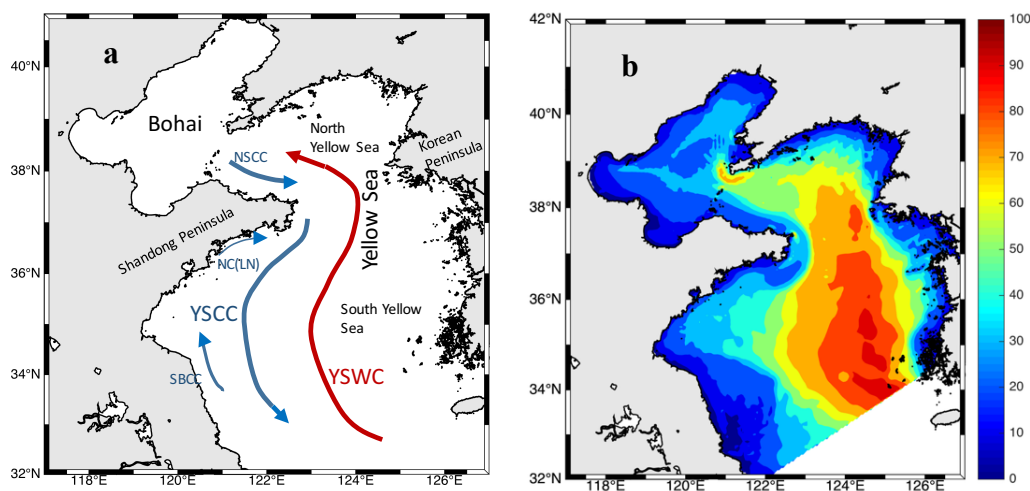 a
Bohai
North
Yellow Sea
Korean
Peninsula
NSCC
Yellow Sea
Shandong Peninsula
NC('LN)
South Yellow
Sea
YSCC
SBCC
YSWC
40°N
38°N
36°N
34°N
32°N
118°E
120°E
122°E
124°E
126°E
b
42°N
40°N
38°N
36°N
34°N
32°N
118°E
120°E
122°E
124°E
126°E
100
90
80
70
60
50
40
30
20
10
0